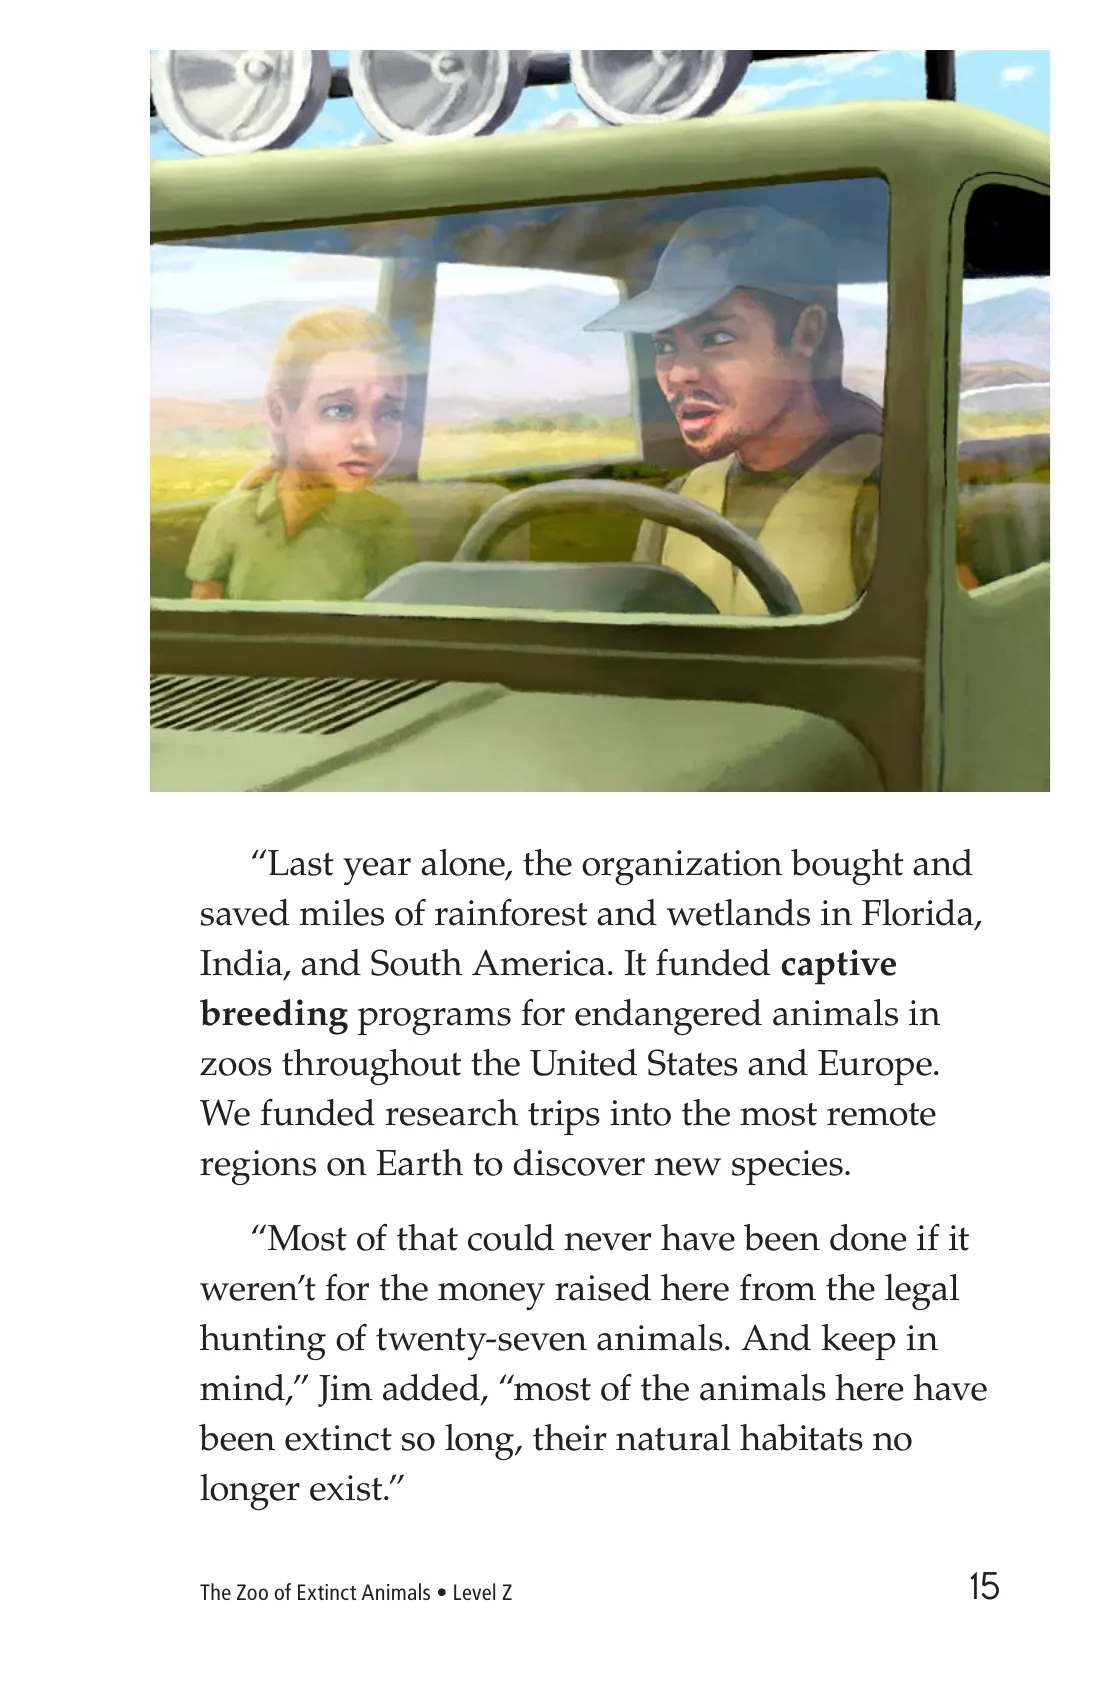 “Last year alone, the organization bought and
saved miles of rainforest and wetlands in Florida,
India, and South America. It funded captive
breeding programs for endangered animals in
zoos throughout the United States and Europe.
We funded research trips into the most remote
regions on Earth to discover new species.
“Most of that could never have been done if it
weren’t for the money raised here from the legal
hunting of twenty-seven animals. And keep in
mind,” Jim added, “most of the animals here have
been extinct so long, their natural habitats no
longer exist.”
The Zoo of Extinct Animals • Level Z
15